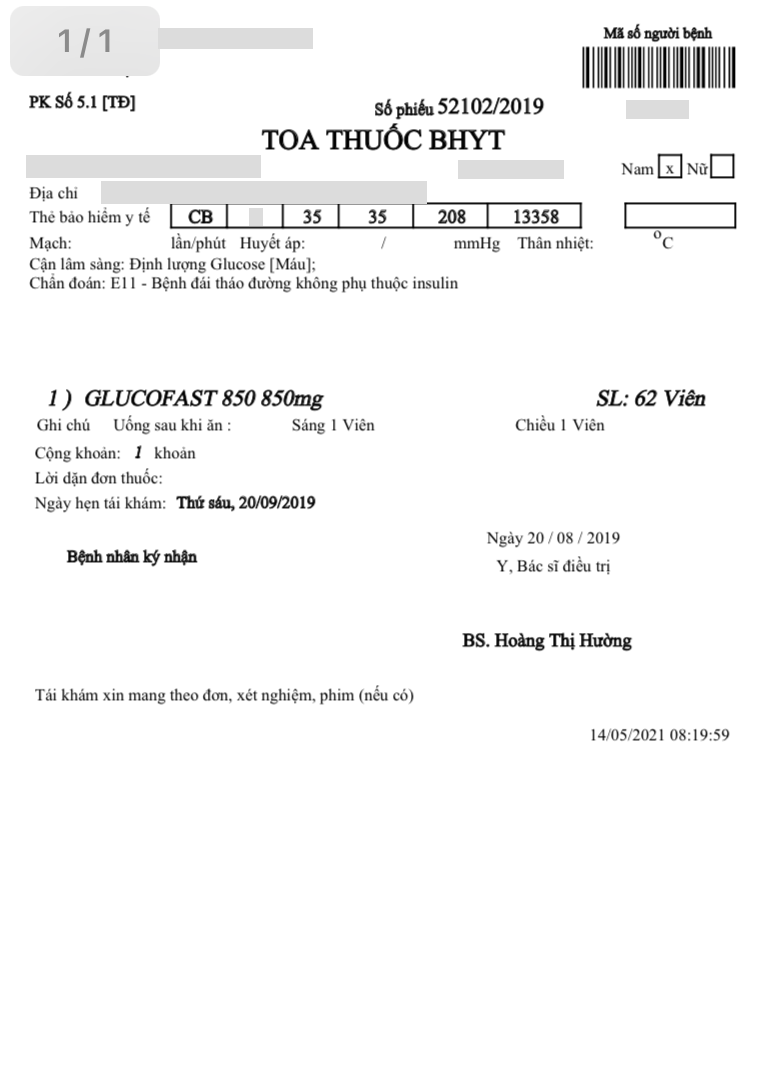 1/1
Mã số người bệnh
PK Số 5.1 [TĐ]
Số phiếu 52102/2019
TOA THUỐC BHYT
Nam x Nữ
Địa chỉ
Thẻ bảo hiểm y tế CB 35 35 208 13358
Mạch: lần/phút Huyết áp: / mmHg Thân nhiệt: °C
Cận lâm sàng: Định lượng Glucose [Máu];
Chẩn đoán: E11 - Bệnh đái tháo đường không phụ thuộc insulin
1 ) GLUCOFAST 850 850mg SL: 62 Viên
Ghi chú Uống sau khi ăn : Sáng 1 Viên Chiều 1 Viên
Cộng khoản: 1 khoản
Lời dặn đơn thuốc:
Ngày hẹn tái khám: Thứ sáu, 20/09/2019
Ngày 20 / 08 / 2019
Bệnh nhân ký nhận
Y, Bác sĩ điều trị
BS. Hoàng Thị Hường
Tái khám xin mang theo đơn, xét nghiệm, phim (nếu có)
14/05/2021 08:19:59